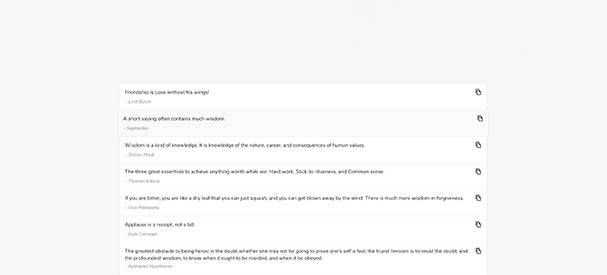 Friendship is Love without his wings!
- Lord Byron
A short saying often contains much wisdom.
- Sophocles
Wisdom is a kind of knowledge. It is knowledge of the nature, career, and consequences of human values.
- Sidney Hook
The three great essentials to achieve anything worth while are: Hard work, Stick-to-itiveness, and Common sense.
- Thomas Edison
If you are bitter, you are like a dry leaf that you can just squash, and you can get blown away by the wind. There is much more wisdom in forgiveness.
- Vusi Mahlasela
Applause is a receipt, not a bill.
- Dale Carnegie
The greatest obstacle to being heroic is the doubt whether one may not be going to prove one's self a fool; the truest heroism is to resist the doubt; and
the profoundest wisdom, to know when it ought to be resisted, and when it be obeyed.
- Nathaniel Hawthorne